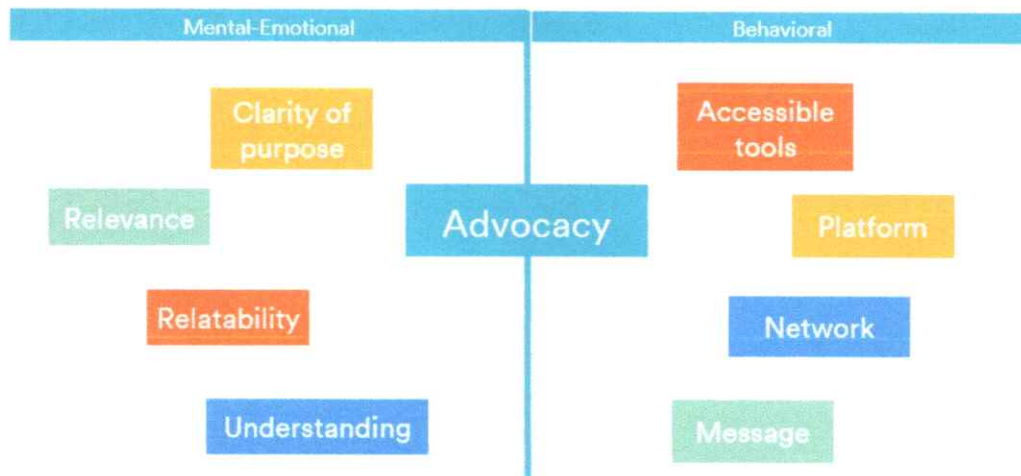 Mental-Emotional
Behavioral
Clarity of
purpose
Accessible
tools
Relevance
Advocacy
Platform
Relatability
Network
Understanding
Message